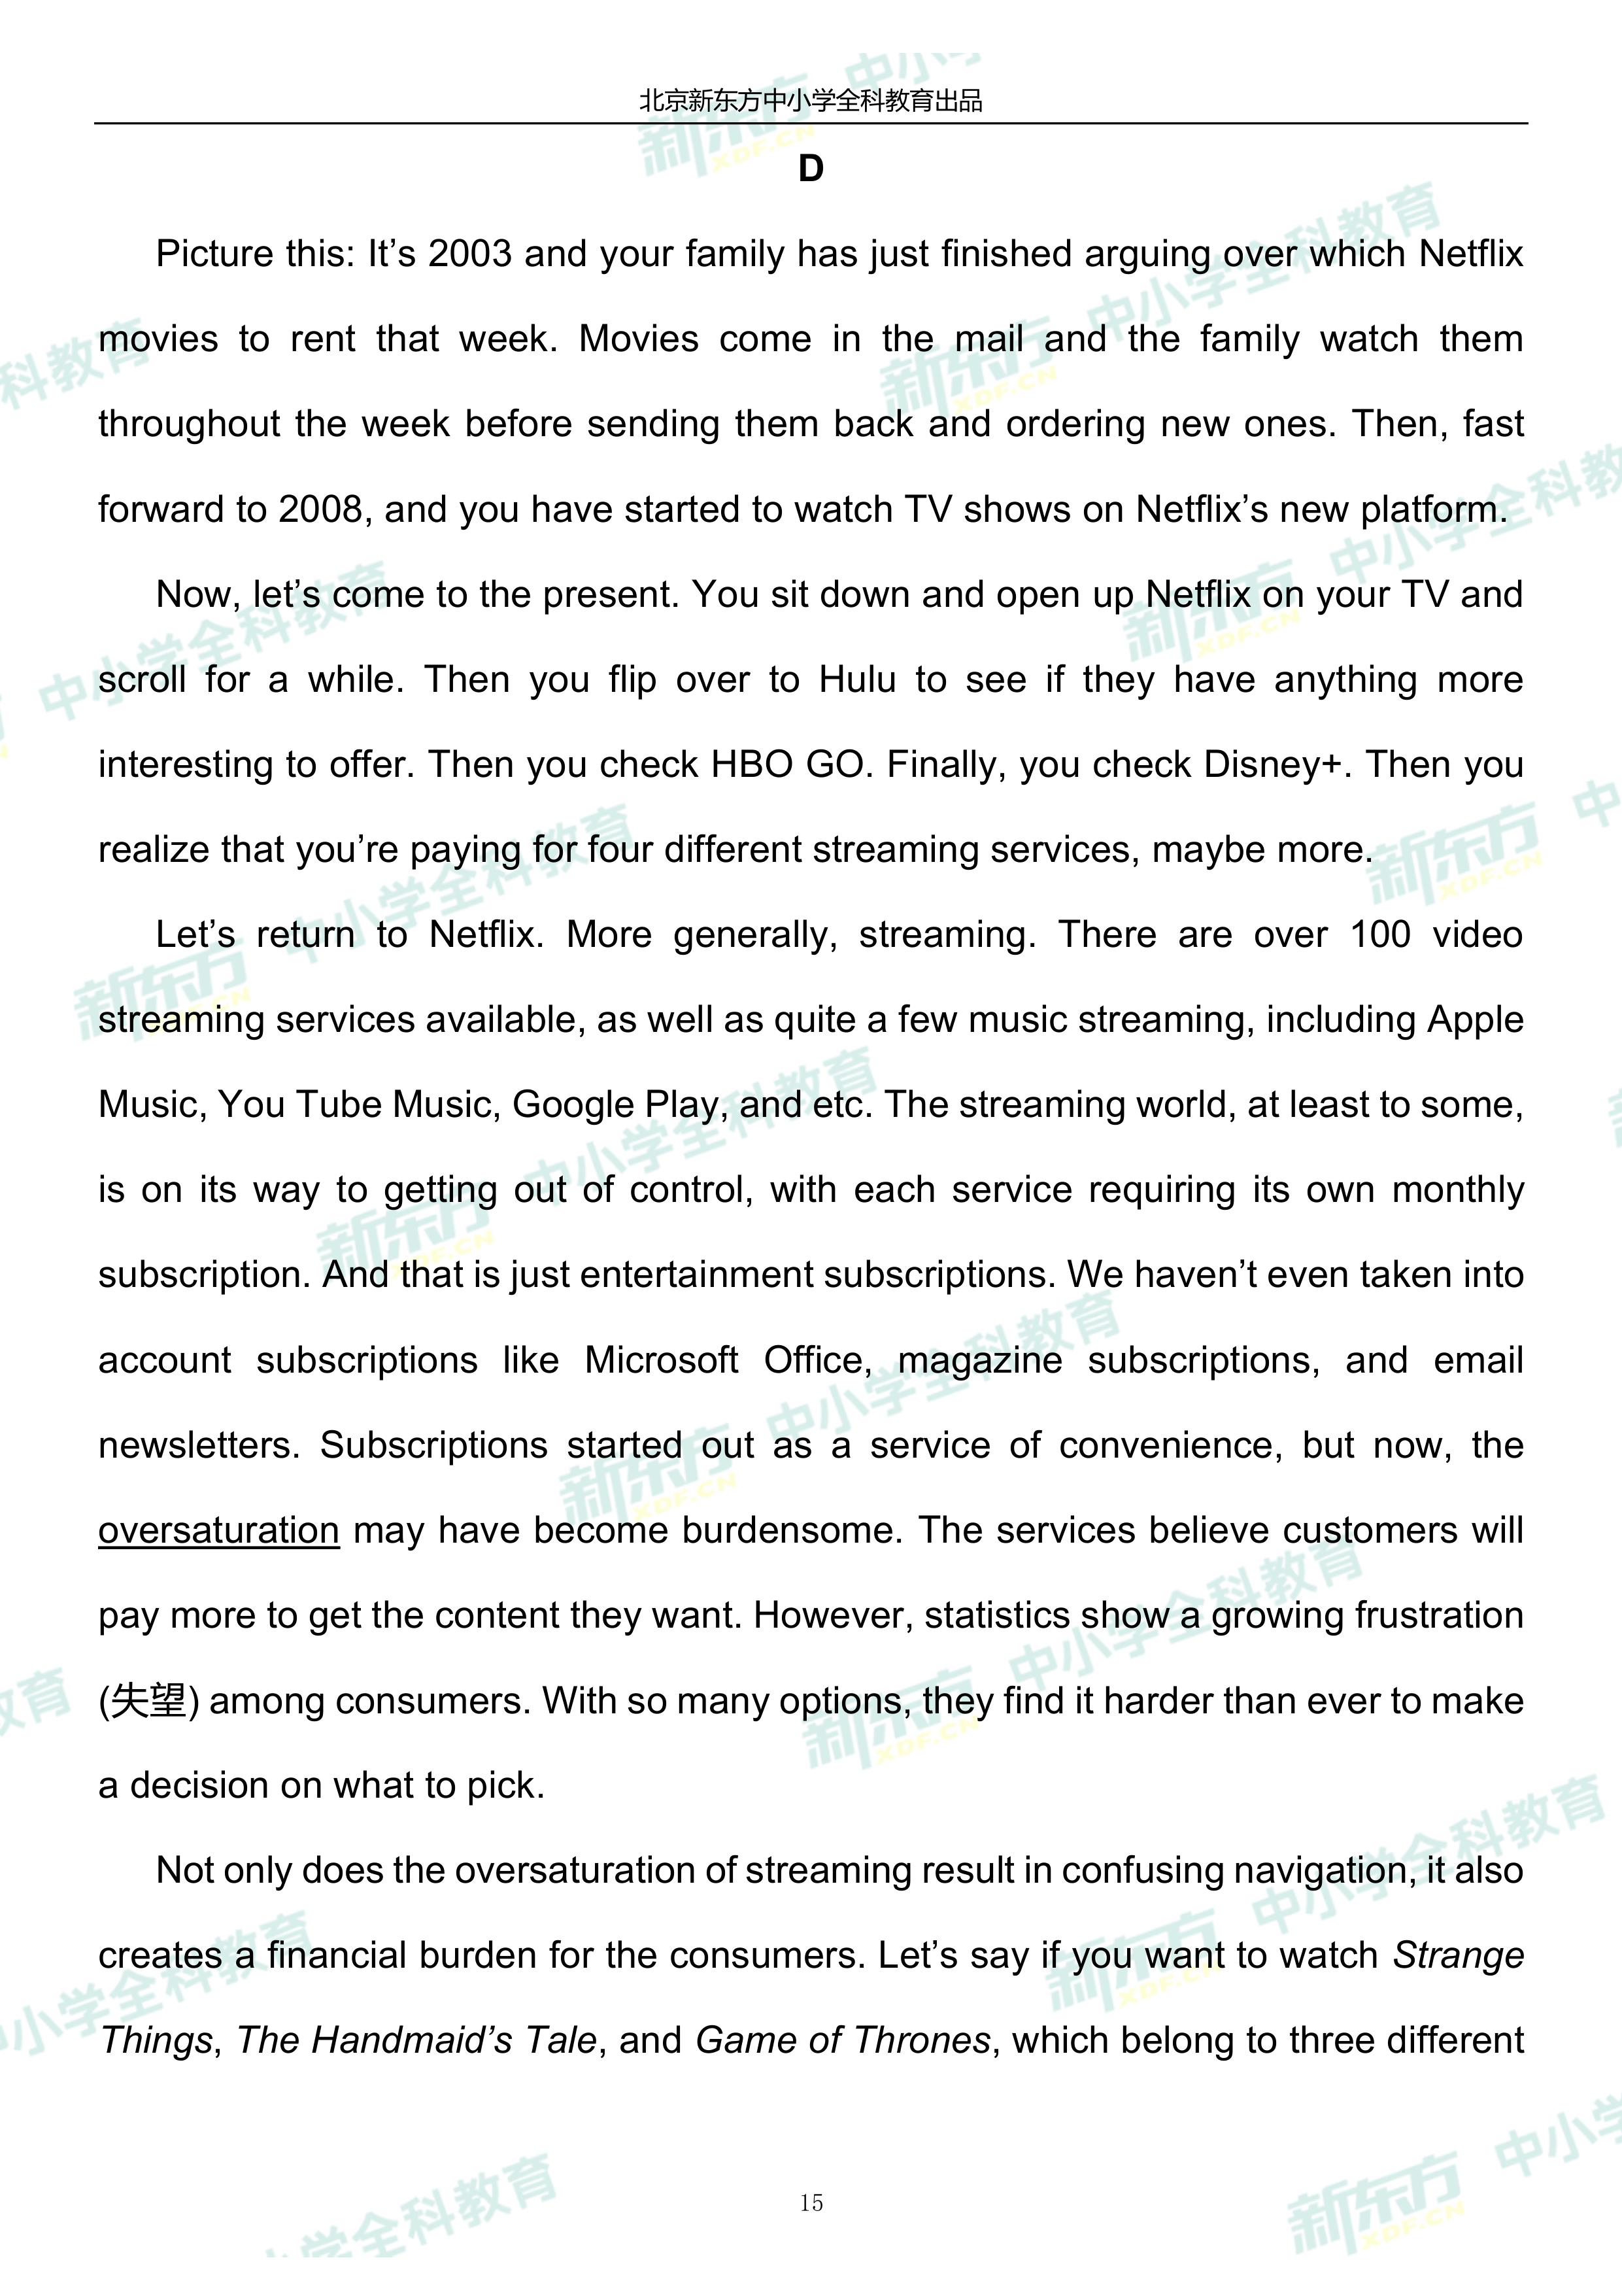 北京新东方中小学全科教育出品
D
Picture this: It’s 2003 and your family has just finished arguing over which Netflix
movies to rent that week. Movies come in the mail and the family watch them
throughout the week before sending them back and ordering new ones. Then, fast
forward to 2008, and you have started to watch TV shows on Netflix’s new platform.
Now, let’s come to the present. You sit down and open up Netflix on your TV and
scroll for a while. Then you flip over to Hulu to see if they have anything more
interesting to offer. Then you check HBO GO. Finally, you check Disney+. Then you
realize that you’re paying for four different streaming services, maybe more.
Let’s return to Netflix. More generally, streaming. There are over 100 video
streaming services available, as well as quite a few music streaming, including Apple
Music, You Tube Music, Google Play, and etc. The streaming world, at least to some,
is on its way to getting out of control, with each service requiring its own monthly
subscription. And that is just entertainment subscriptions. We haven’t even taken into
account subscriptions like Microsoft Office, magazine subscriptions, and email
newsletters. Subscriptions started out as a service of convenience, but now, the
oversaturation may have become burdensome. The services believe customers will
pay more to get the content they want. However, statistics show a growing frustration
(失望) among consumers. With so many options, they find it harder than ever to make
a decision on what to pick.
Not only does the oversaturation of streaming result in confusing navigation, it also
creates a financial burden for the consumers. Let’s say if you want to watch Strange
Things, The Handmaid’s Tale, and Game of Thrones, which belong to three different
15
新东方 XDF.CN 中小学全科教育